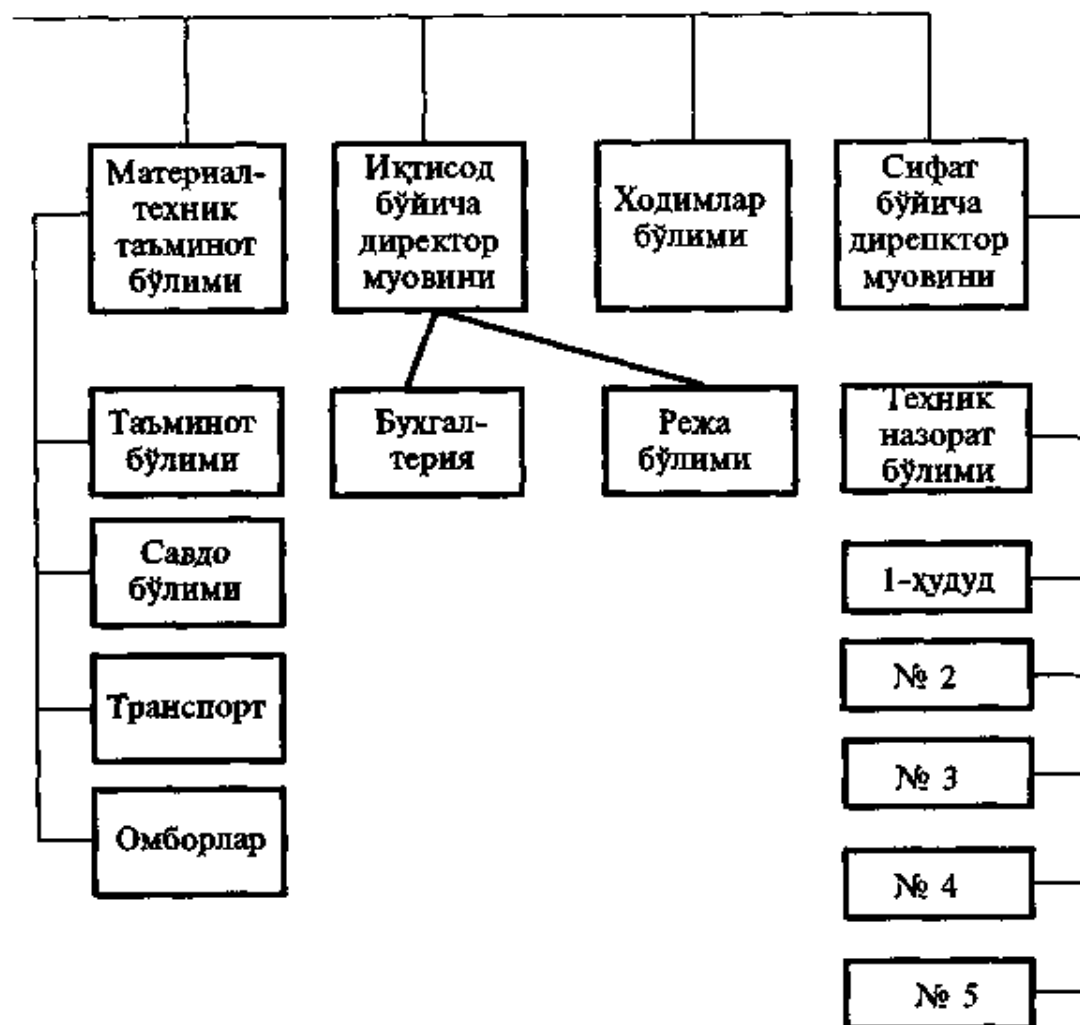 Материал-
техник
таъминот
бўлими
Иқтисод
бўйича
директор
муовини
Ходимлар
бўлими
Сифат
бўйича
дирепктор
муовини
Таъминот
бўлими
Бухгал-
терия
Режа
бўлими
Техник
назорат
бўлими
Савдо
бўлими
1-ҳудуд
№ 2
Транспорт
№ 3
Омборлар
№ 4
№ 5